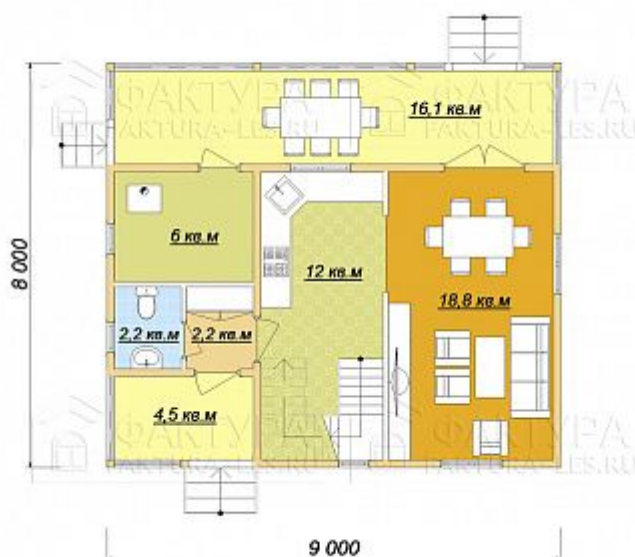 ФАКТУРА
FAKTURA-LES.RU
ФАКТУРА
FAKTURA-LES.RU
16,1 кв.м
8 000
6 кв.м
12 кв.м
18,8 кв.м
2,2 кв.м
2,2 кв.м
4,5 кв.м
ФАКТУРА
FAKTURA-LES.RU
ФАКТУРА
FAKTURA-LES.RU
9 000